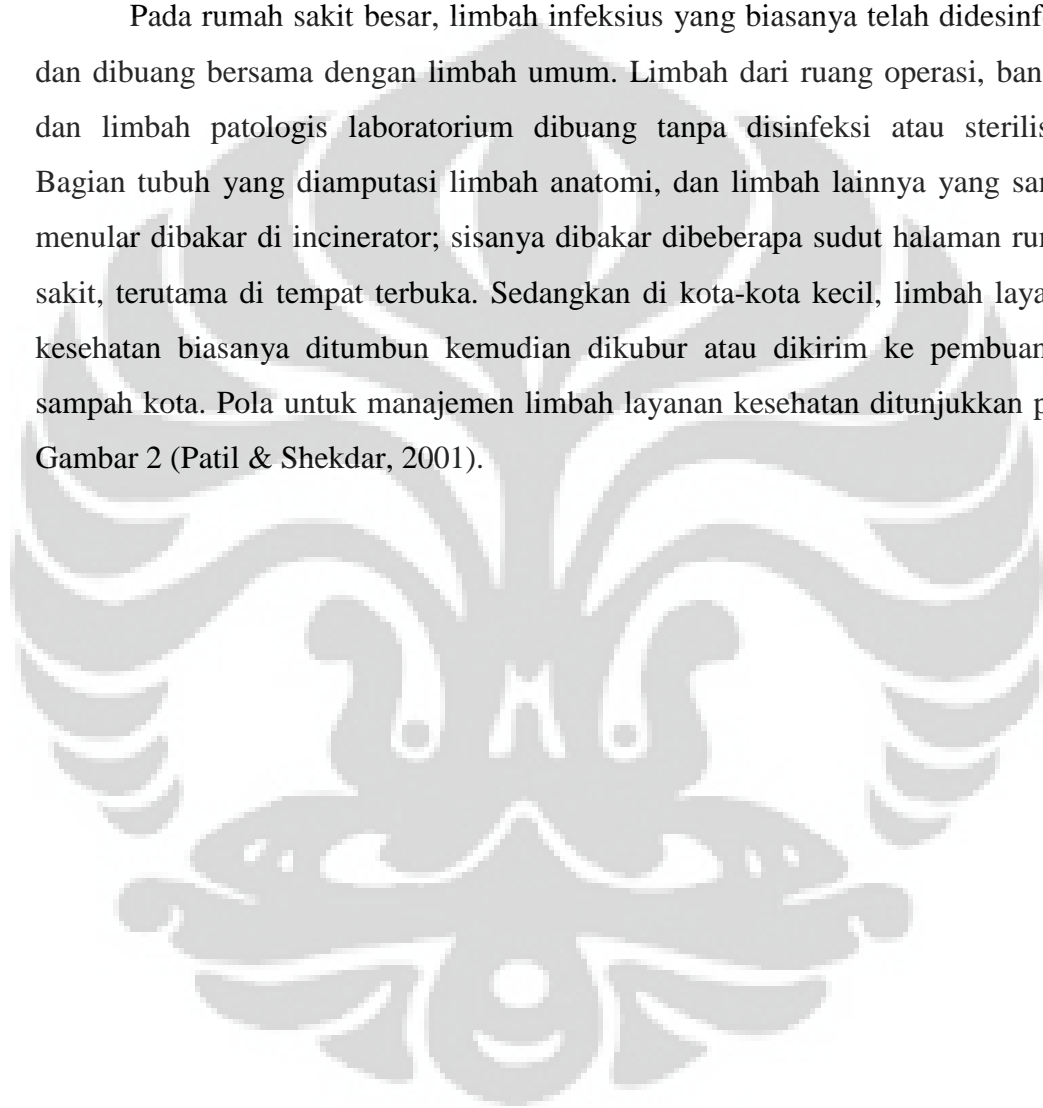 Pada rumah sakit besar, limbah infeksius yang biasanya telah didesinf
dan dibuang bersama dengan limbah umum. Limbah dari ruang operasi, ban
dan limbah patologis laboratorium dibuang tanpa disinfeksi atau sterilis
Bagian tubuh yang diamputasi limbah anatomi, dan limbah lainnya yang san
menular dibakar di incinerator; sisanya dibakar dibeberapa sudut halaman ru
sakit, terutama di tempat terbuka. Sedangkan di kota-kota kecil, limbah laya
kesehatan biasanya ditumbun kemudian dikubur atau dikirim ke pembuan
sampah kota. Pola untuk manajemen limbah layanan kesehatan ditunjukkan p
Gambar 2 (Patil & Shekdar, 2001).